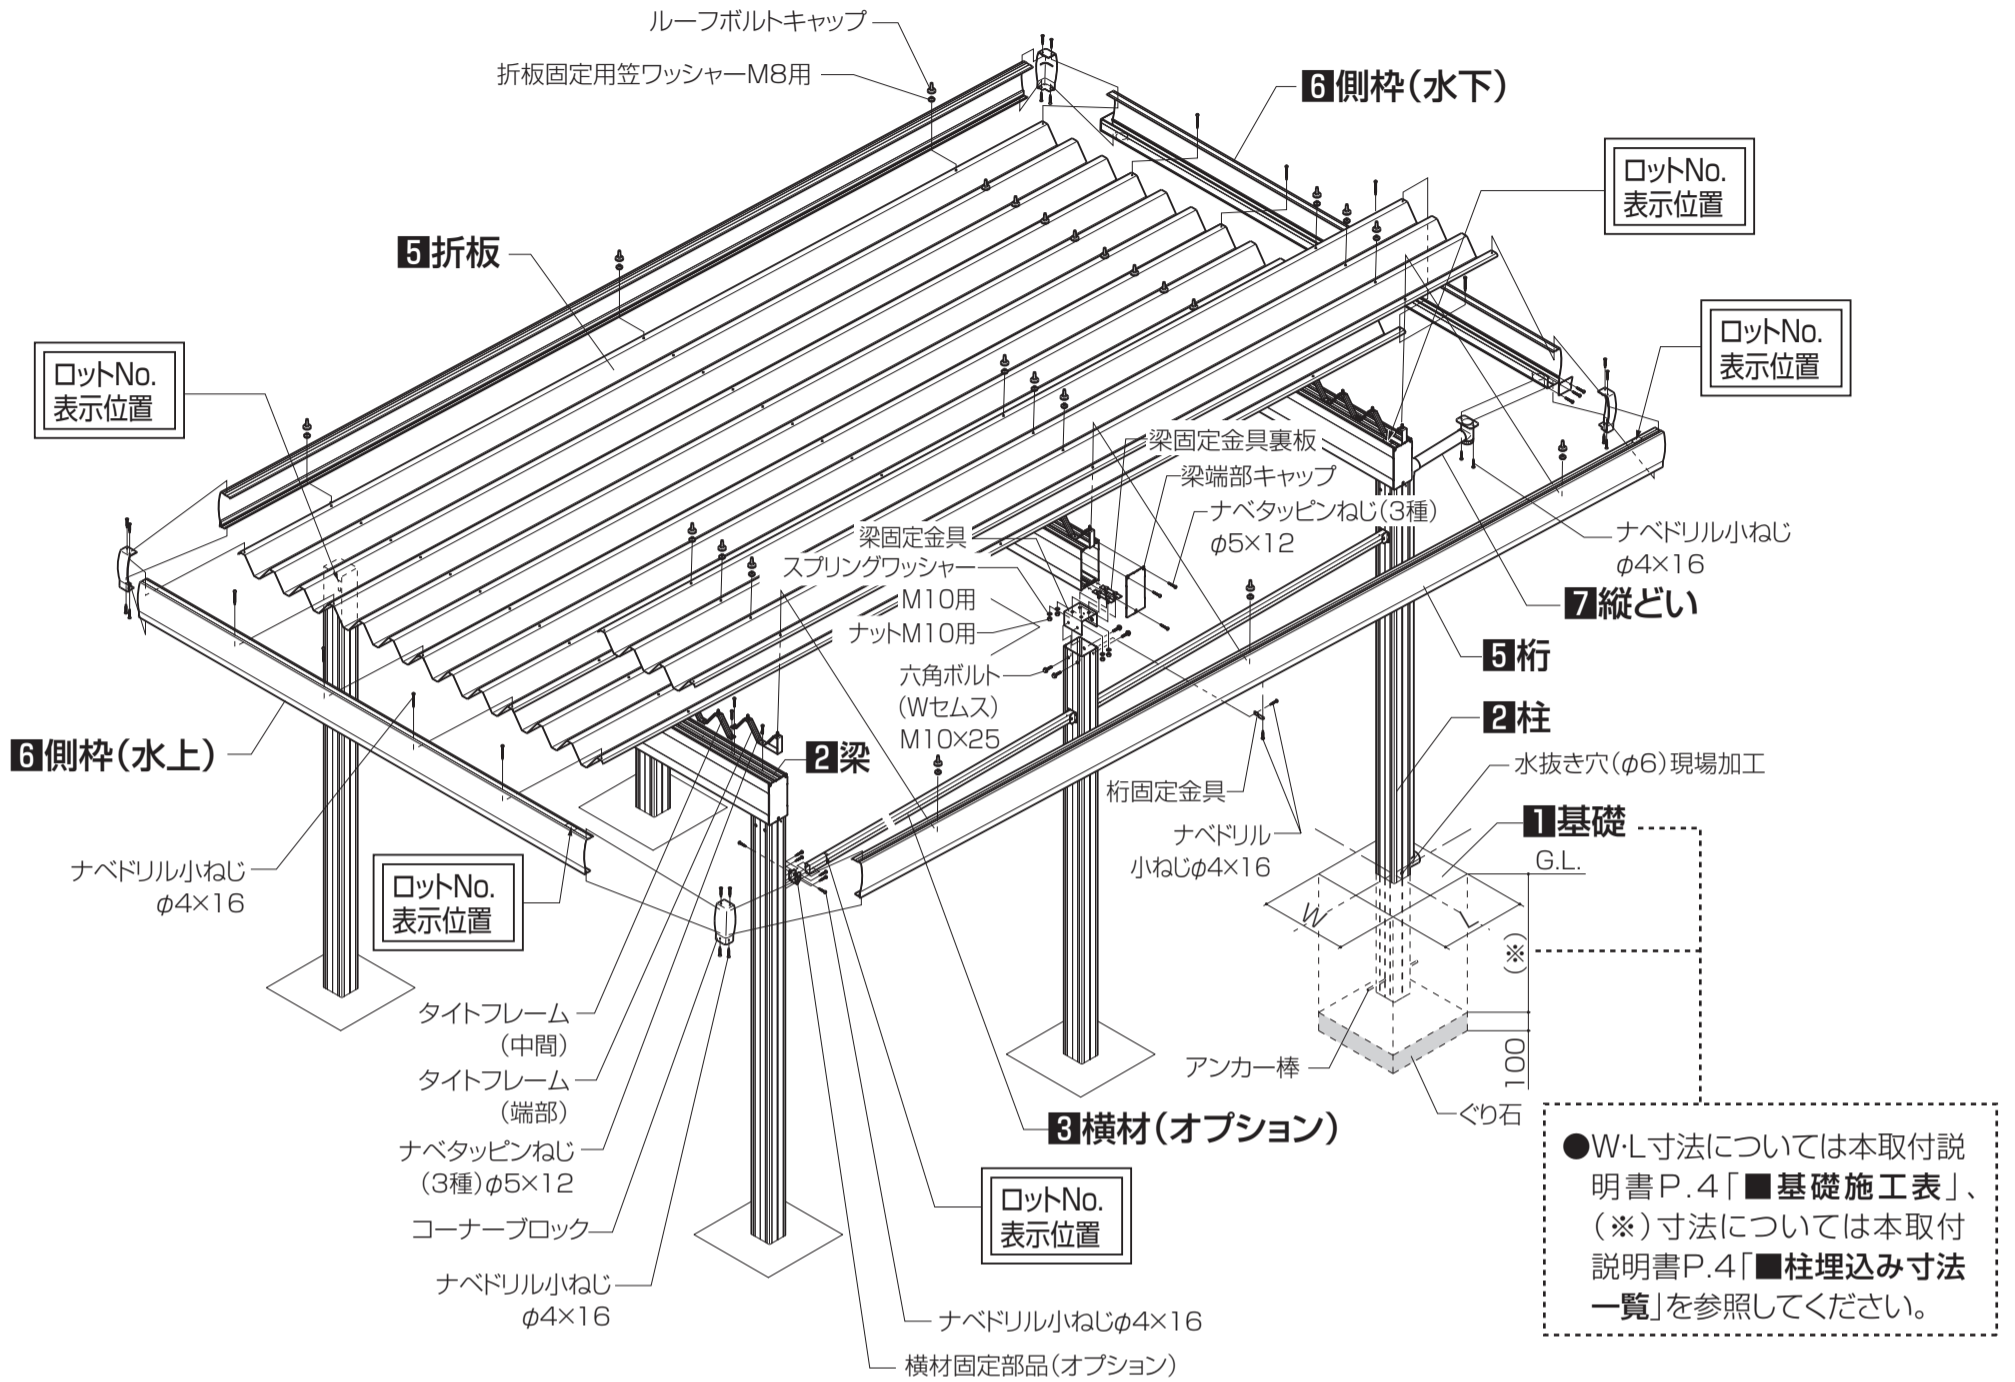 ルーフボルトキャップ
折板固定用笠ワッシャーM8用
6側枠(水下)
ロットNo.
表示位置
5折板
ロットNo.
表示位置
ロットNo.
表示位置
梁固定金具裏板
梁端部キャップ
ナベタッピンねじ(3種)
φ5×12
梁固定金具
スプリングワッシャー
M10用
ナットM10用
六角ボルト
(Wセムス)
M10×25
ナベドリル小ねじ
φ4×16
7縦どい
5桁
2柱
水抜き穴(φ6)現場加工
1基礎
G.L.
6側枠(水上)
2梁
桁固定金具
ナベドリル
小ねじφ4×16
ナベドリル小ねじ
φ4×16
ロットNo.
表示位置
W
L
(※)
100
タイトフレーム
(中間)
タイトフレーム
(端部)
ナベタッピンねじ
(3種)φ5×12
コーナーブロック
ナベドリル小ねじ
φ4×16
アンカー棒
ぐり石
3横材(オプション)
ロットNo.
表示位置
ナベドリル小ねじφ4×16
横材固定部品(オプション)
●W・L寸法については本取付説
明書P.4「■基礎施工表」、
(※)寸法については本取付
説明書P.4「■柱埋込み寸法
一覧」を参照してください。